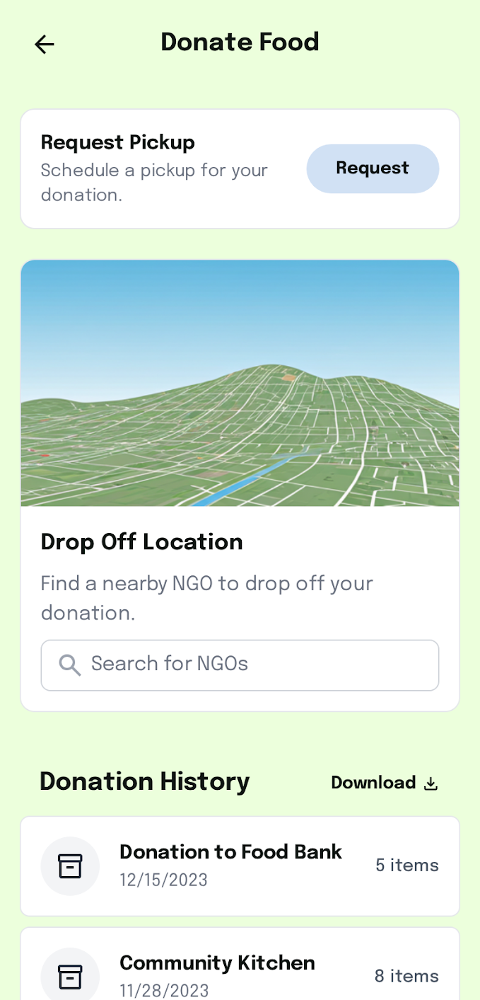 Donate Food
Request Pickup
Schedule a pickup for your
donation.
Request
Drop Off Location
Find a nearby NGO to drop off your
donation.
Search for NGOs
Donation History
Download
Donation to Food Bank
12/15/2023
5 items
Community Kitchen
11/28/2023
8 items